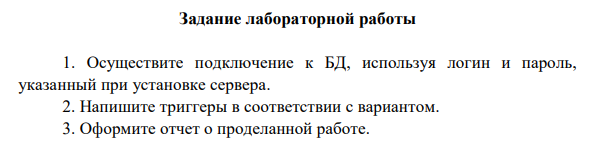 Задание лабораторной работы
1. Осуществите подключение к БД, используя логин и пароль,
указанный при установке сервера.
2. Напишите триггеры в соответствии с вариантом.
3. Оформите отчет о проделанной работе.